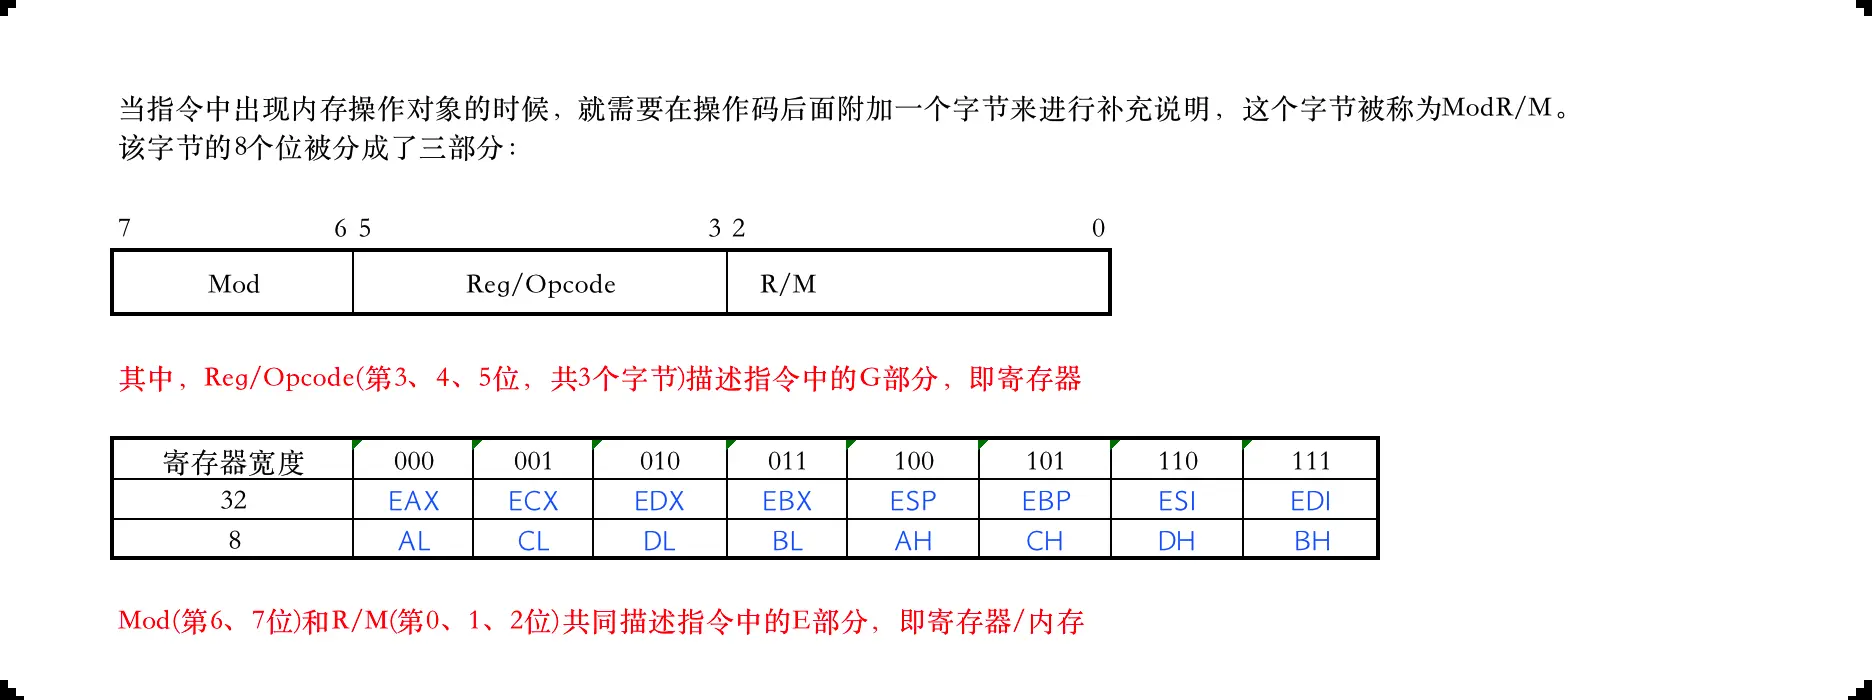 当指令中出现内存操作对象的时候，就需要在操作码后面附加一个字节来进行补充说明，这个字节被称为ModR/M。
该字节的8个位被分成了三部分：
7 6 5 3 2 0
Mod Reg/Opcode R/M
其中，Reg/Opcode(第3、4、5位，共3个字节)描述指令中的G部分，即寄存器
寄存器宽度 000 001 010 011 100 101 110 111
32 EAX ECX EDX EBX ESP EBP ESI EDI
8 AL CL DL BL AH CH DH BH
Mod(第6、7位)和R/M(第0、1、2位)共同描述指令中的E部分，即寄存器/内存